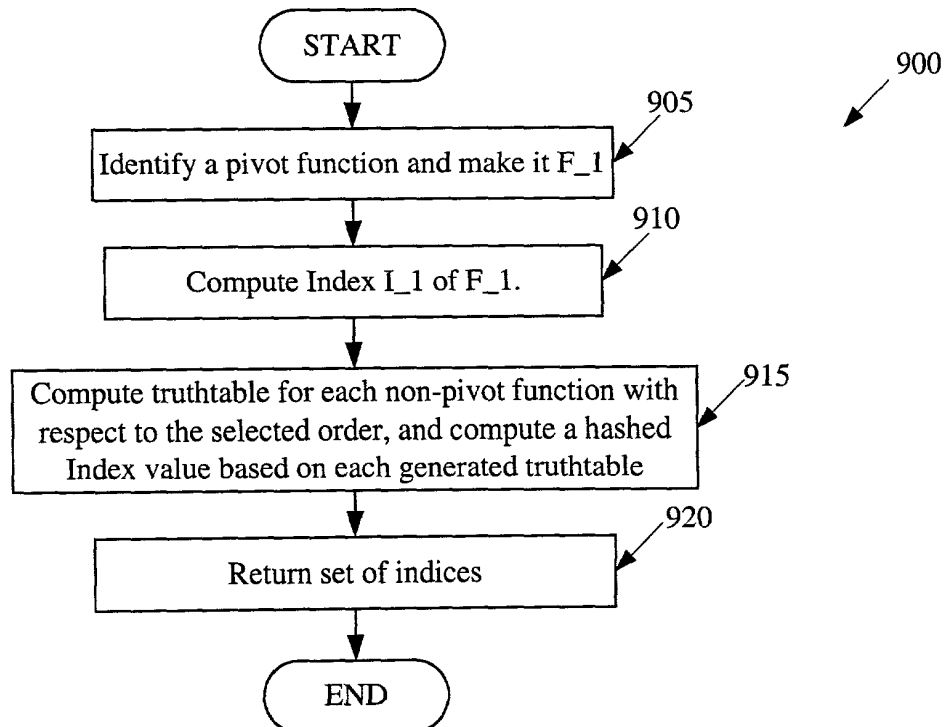 START
900
905
Identify a pivot function and make it F_1
910
Compute Index I_1 of F_1.
915
Compute truthtable for each non-pivot function with
respect to the selected order, and compute a hashed
Index value based on each generated truthtable
920
Return set of indices
END